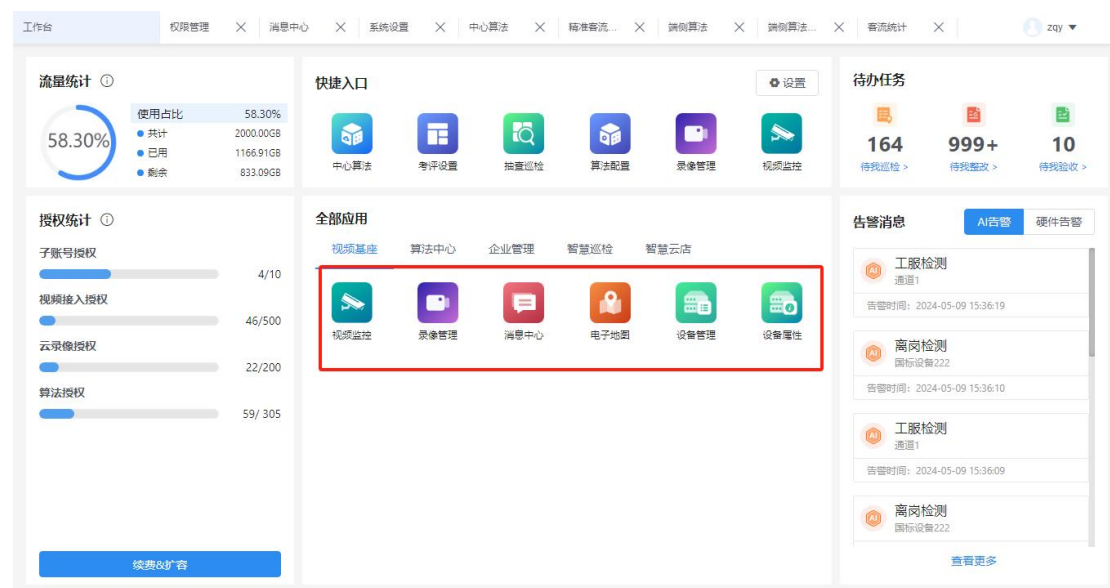 工作台 权限管理 消息中心 系统设置 中心算法 精准客流... 端侧算法 端侧算法... 客流统计 zqy
流量统计
58.30%
使用占比 58.30%
共计 2000.00GB
已用 1166.91GB
剩余 833.09GB
快捷入口 设置
中心算法 考评设置 抽查巡检 算法配置 录像管理 视频监控
待办任务
164 999+ 10
待我巡检 > 待我整改 > 待我验收 >
授权统计
子账号授权
4/10
视频接入授权
46/500
云录像授权
22/200
算法授权
59/ 305
续费&扩容
全部应用
视频基座 算法中心 企业管理 智慧巡检 智慧云店
视频监控 录像管理 消息中心 电子地图 设备管理 设备属性
告警消息 AI告警 硬件告警
AI 工服检测
通道1
告警时间: 2024-05-09 15:36:19
AI 离岗检测
国标设备222
告警时间: 2024-05-09 15:36:10
AI 工服检测
通道1
告警时间: 2024-05-09 15:36:09
AI 离岗检测
国标设备222
查看更多